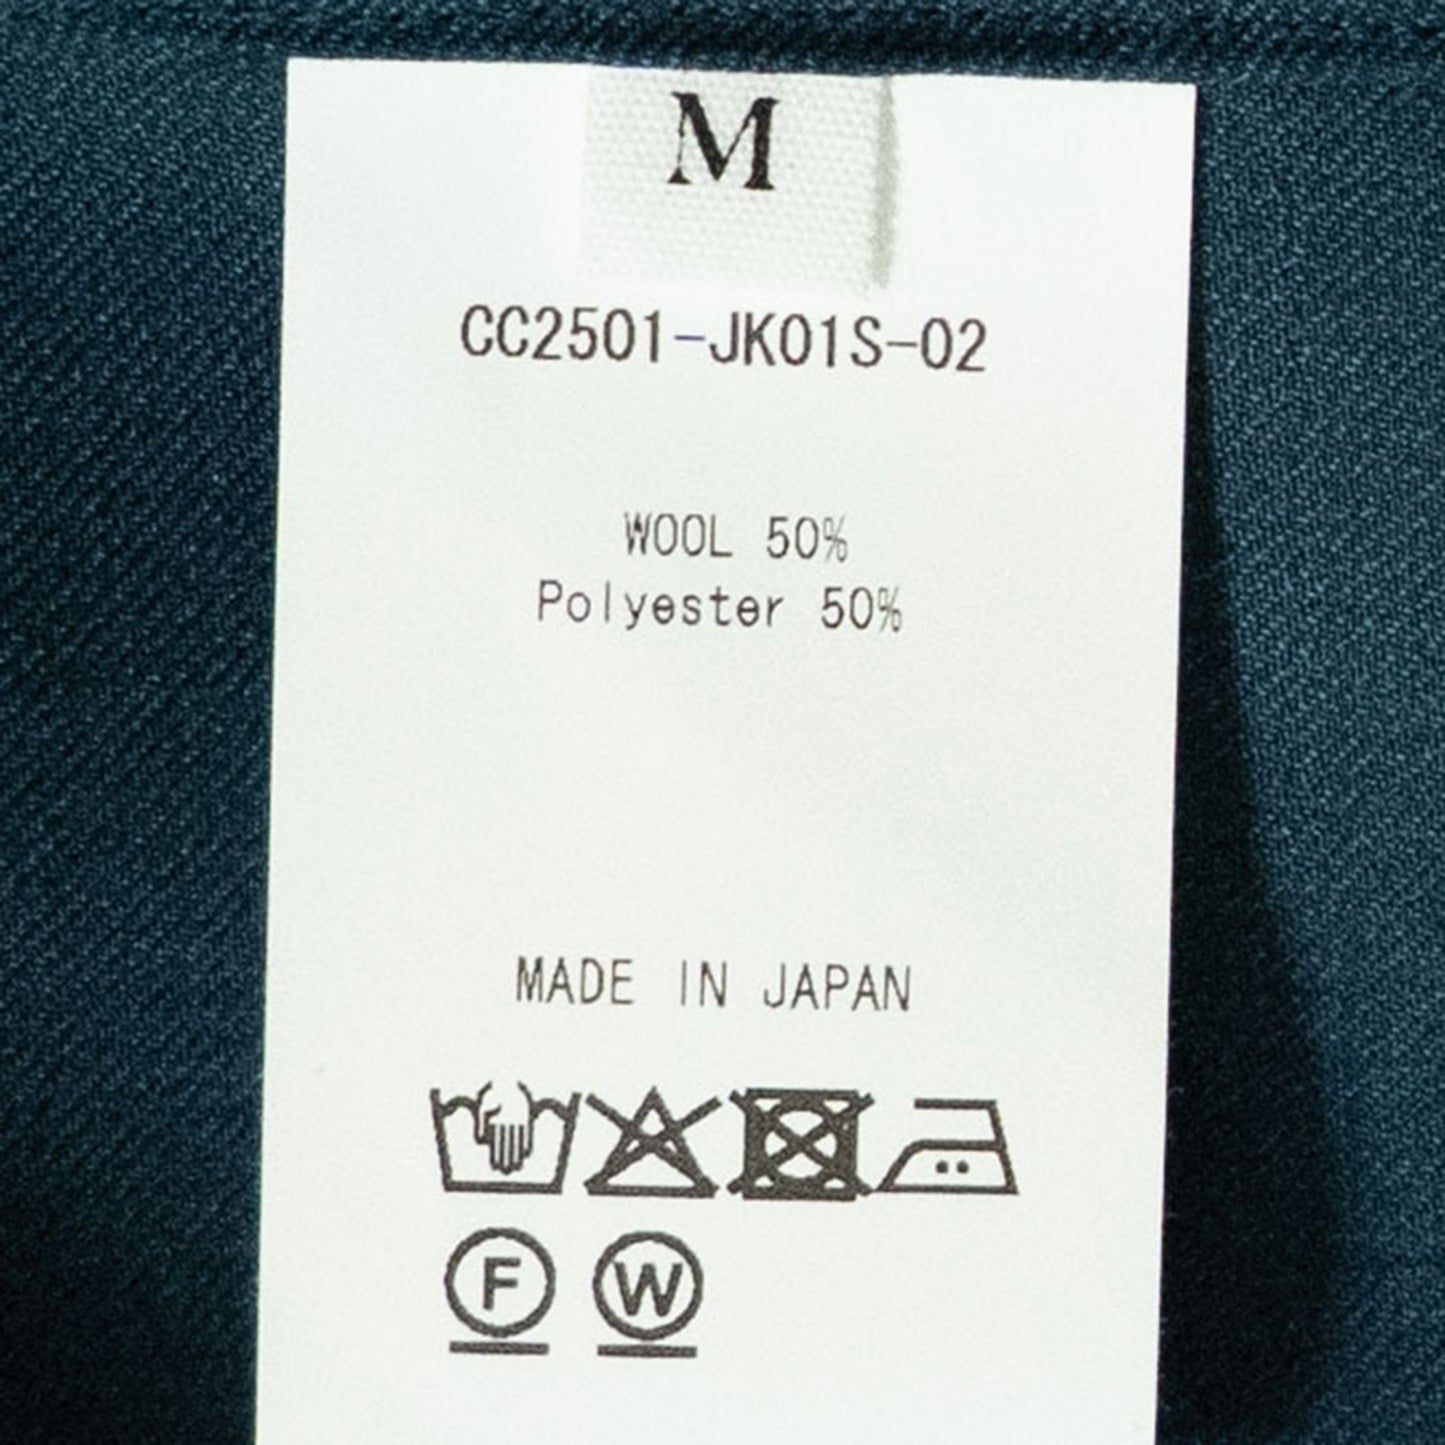 M
CC2501-JK01S-02
WOOL 50%
Polyester 50%
MADE IN JAPAN
F W